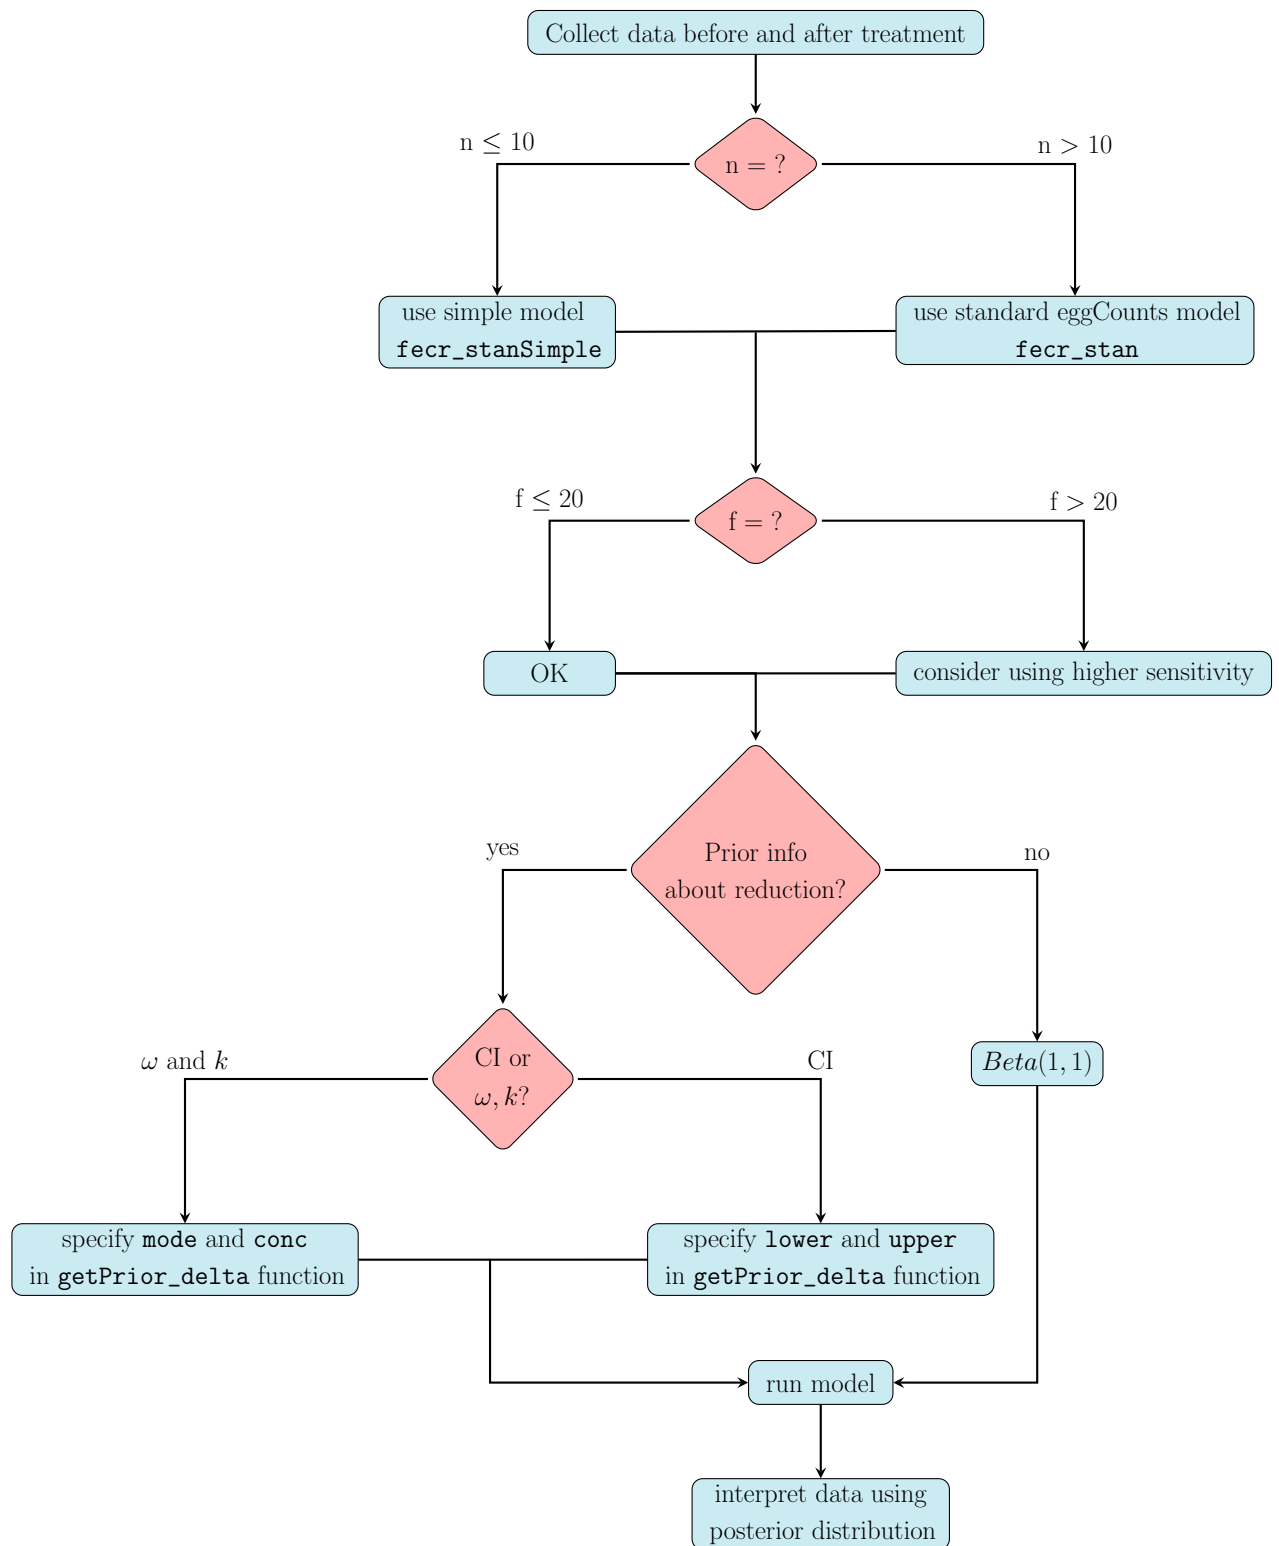 Collect data before and after treatment
n ≤ 10
n > 10
n = ?
use simple model
fecr_stanSimple
use standard eggCounts model
fecr_stan
f ≤ 20
f > 20
f = ?
OK
consider using higher sensitivity
yes
Prior info
about reduction?
no
ω and k
CI or
ω, k?
CI
Beta(1, 1)
specify mode and conc
in getPrior_delta function
specify lower and upper
in getPrior_delta function
run model
interpret data using
posterior distribution